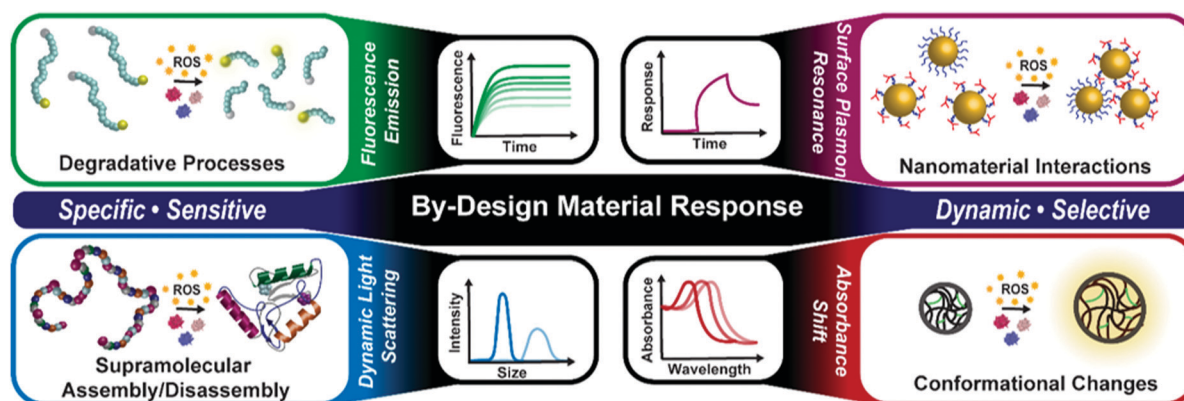 ROS
Degradative Processes
Fluorescence
Emission
Fluorescence
Time
Response
Time
Surface Plasmon
Resonance
ROS
Nanomaterial Interactions
Specific • Sensitive
By-Design Material Response
Dynamic • Selective
ROS
Supramolecular
Assembly/Disassembly
Dynamic Light
Scattering
Intensity
Size
Absorbance
Wavelength
Absorbance
Shift
ROS
Conformational Changes